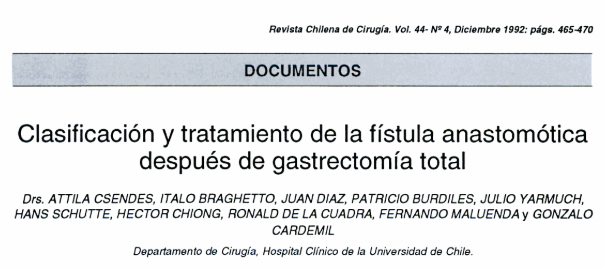 Revista Chilena de Cirugía. Vol. 44- Nº 4, Diciembre 1992: págs. 465-470
DOCUMENTOS
Clasificación y tratamiento de la fístula anastomótica
después de gastrectomía total
Drs. ATTILA CSENDES, ITALO BRAGHETTO, JUAN DIAZ, PATRICIO BURDILES, JULIO YARMUCH,
HANS SCHUTTE, HECTOR CHIONG, RONALD DE LA CUADRA, FERNANDO MALUENDA y GONZALO
CARDEMIL
Departamento de Cirugía, Hospital Clínico de la Universidad de Chile.